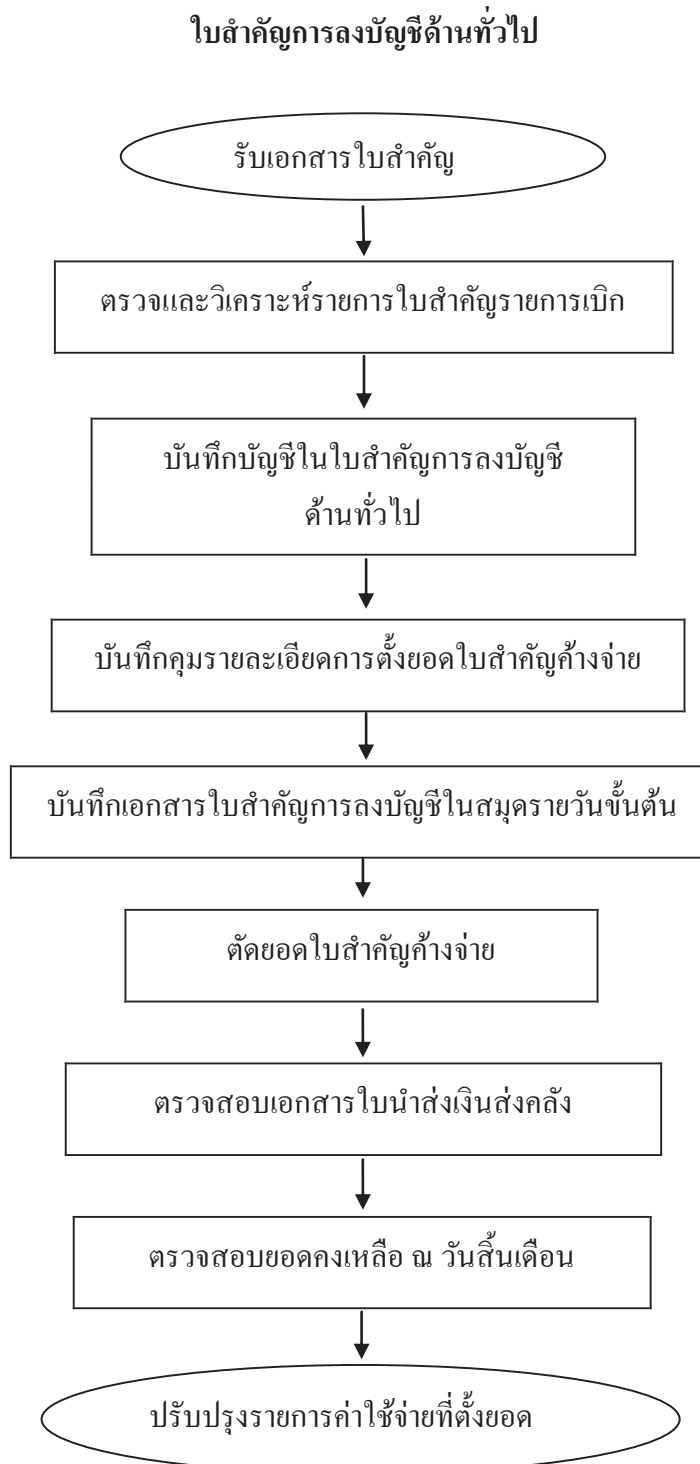 ใบสำคัญการลงบัญชีด้านทั่วไป
รับเอกสารใบสำคัญ
ตรวจและวิเคราะห์รายการใบสำคัญรายการเบิก
บันทึกบัญชีในใบสำคัญการลงบัญชี
ด้านทั่วไป
บันทึกคุมรายละเอียดการตั้งยอดใบสำคัญค้างจ่าย
บันทึกเอกสารใบสำคัญการลงบัญชีในสมุดรายวันขั้นต้น
ตัดยอดใบสำคัญค้างจ่าย
ตรวจสอบเอกสารใบนำส่งเงินส่งคลัง
ตรวจสอบยอดคงเหลือ ณ วันสิ้นเดือน
ปรับปรุงรายการค่าใช้จ่ายที่ตั้งยอด